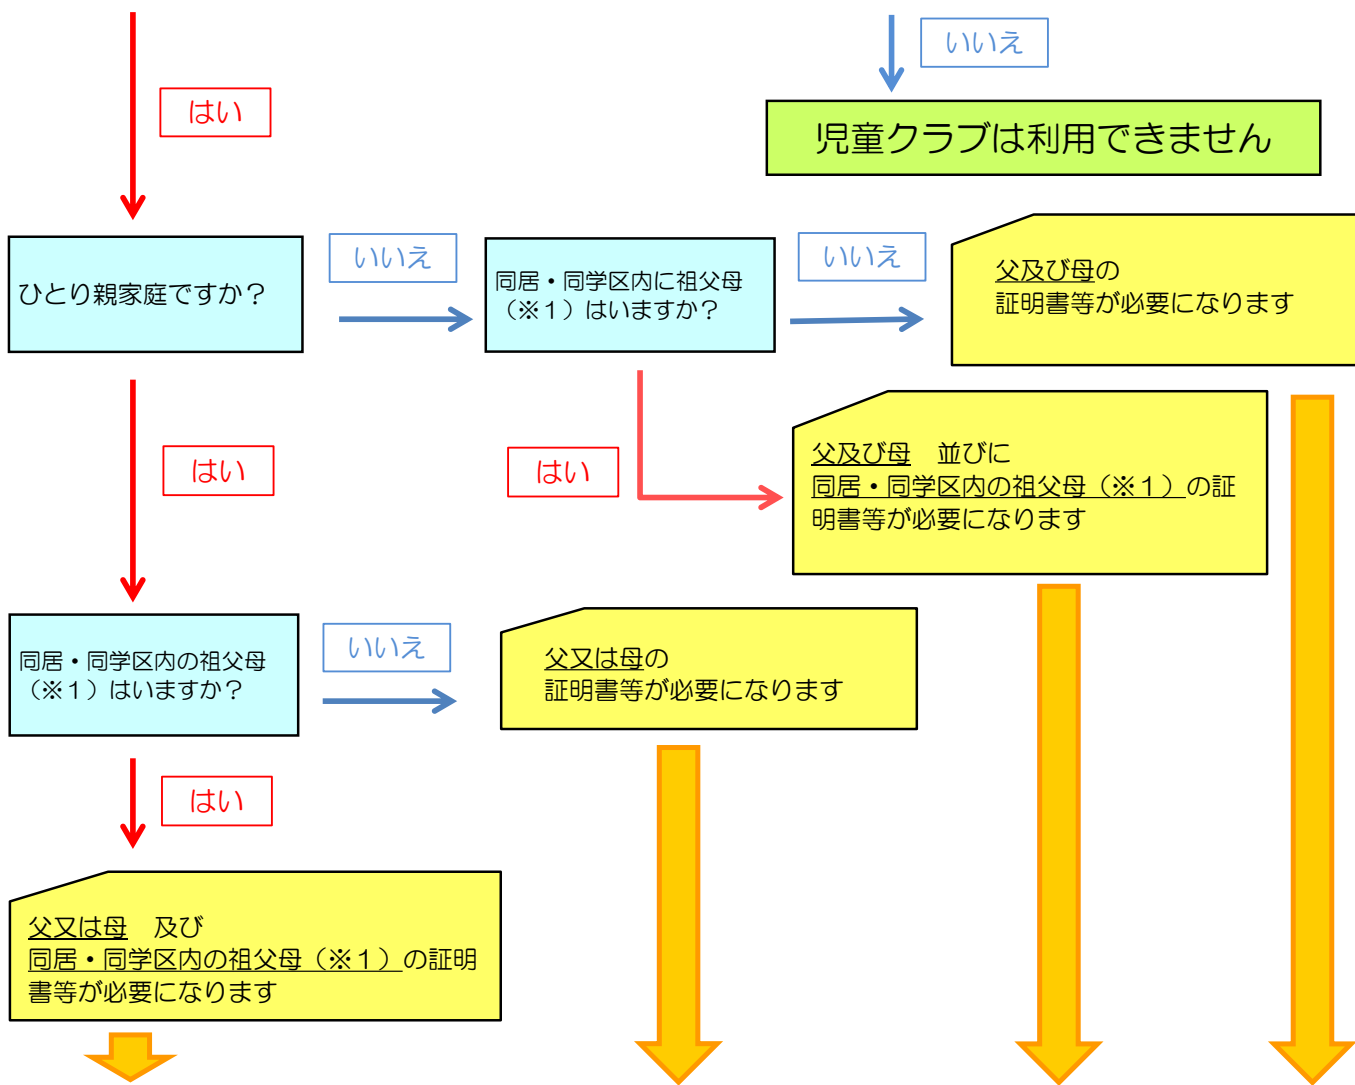 いいえ
はい
児童クラブは利用できません
ひとり親家庭ですか？
いいえ
同居・同学区内に祖父母
（※１）はいますか？
いいえ
父及び母の
証明書等が必要になります
はい
はい
父及び母　並びに
同居・同学区内の祖父母（※１）の証
明書等が必要になります
同居・同学区内の祖父母
（※１）はいますか？
いいえ
父又は母の
証明書等が必要になります
はい
父又は母　及び
同居・同学区内の祖父母（※１）の証明
書等が必要になります